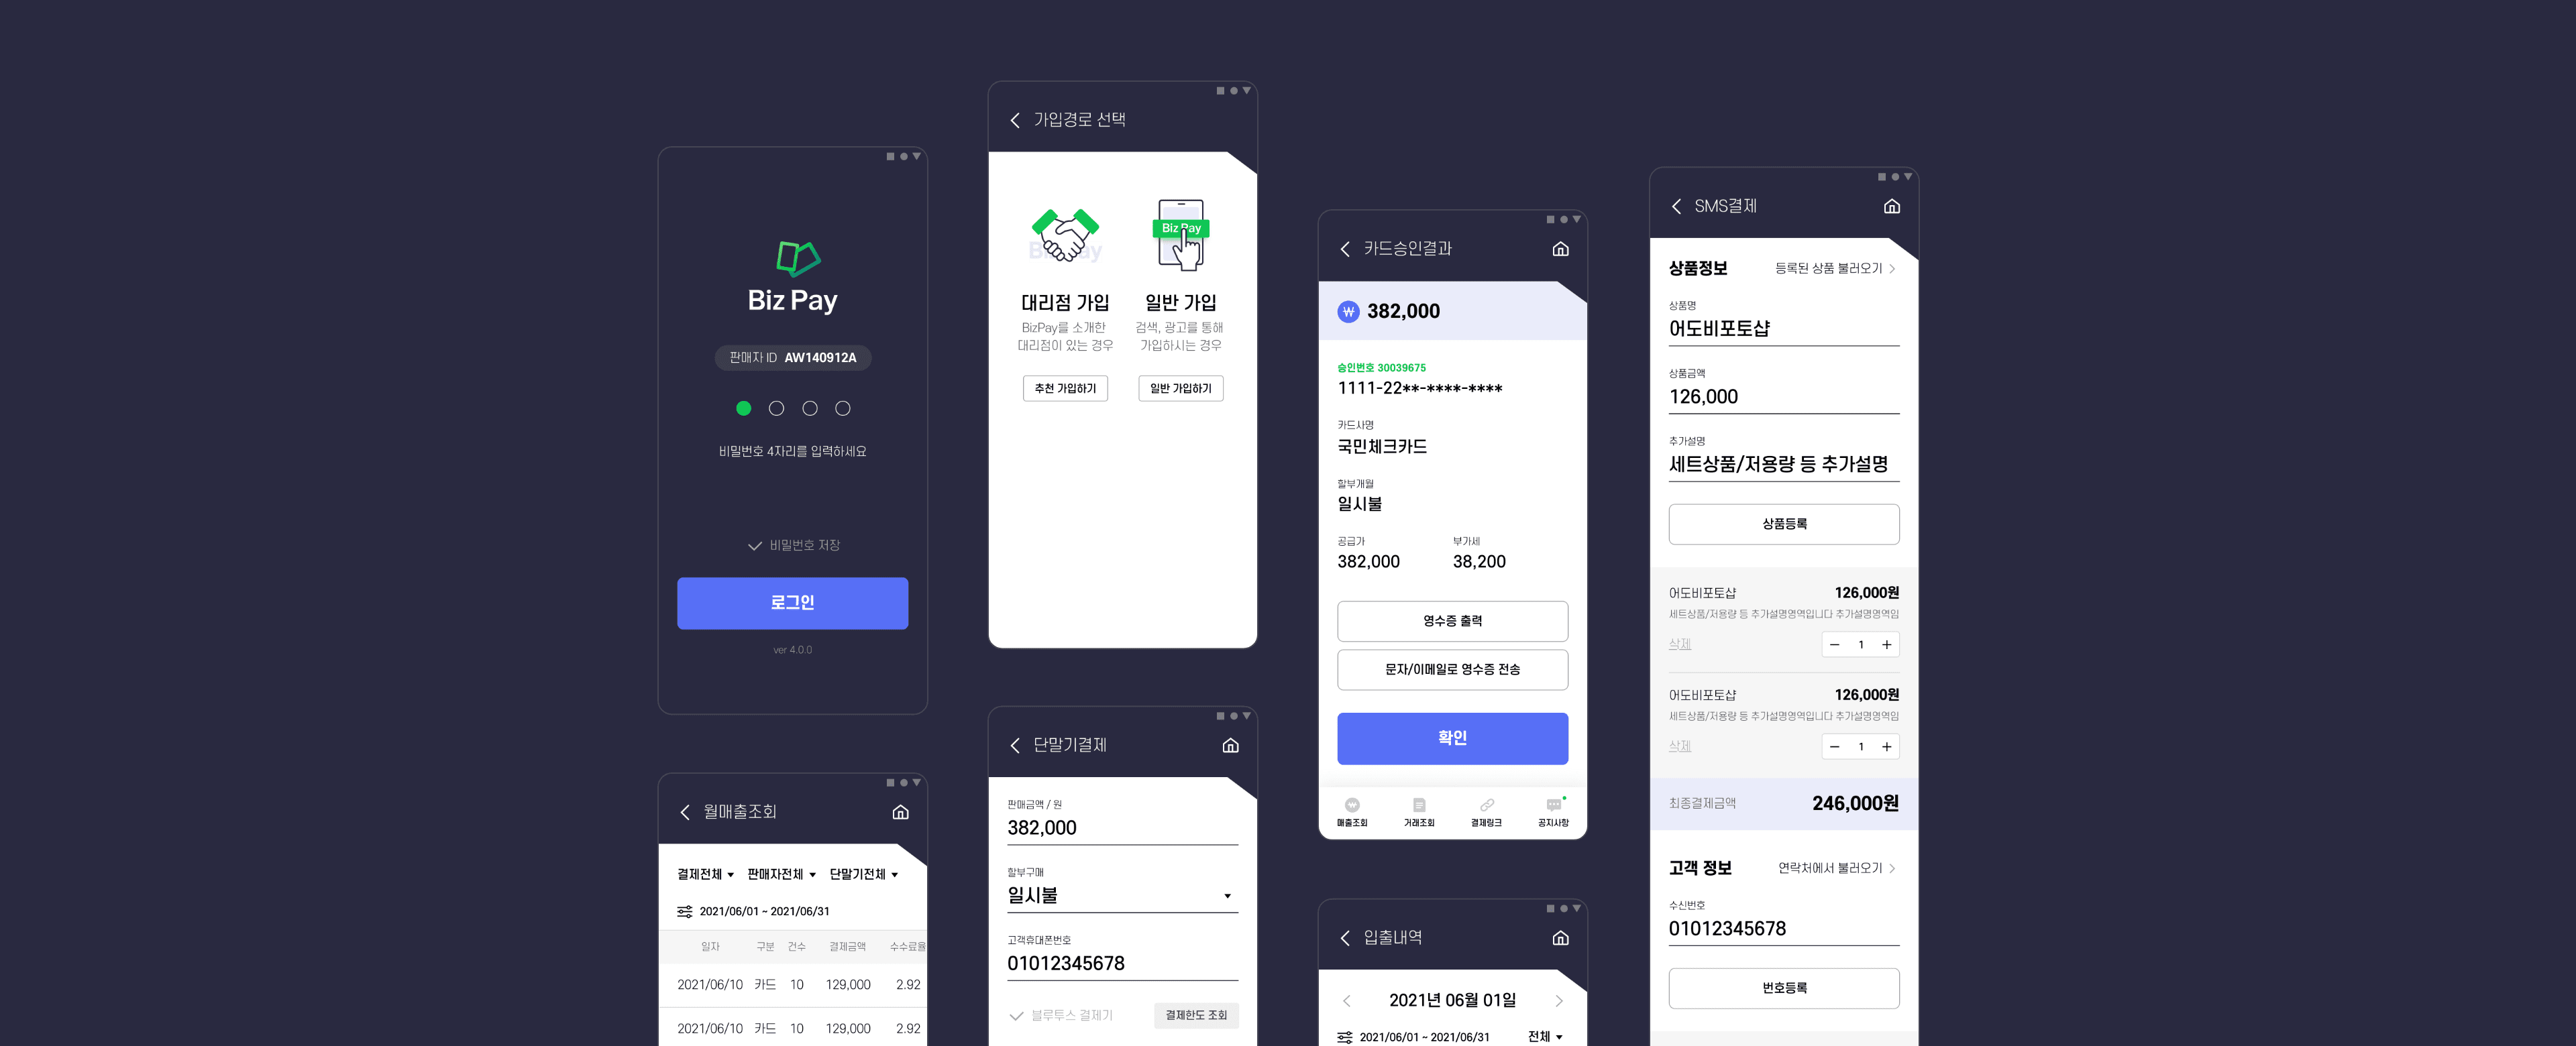 Biz Pay
판매자 ID AW140912A
비밀번호 4자리를 입력하세요
비밀번호 저장
로그인
ver 4.0.0
월매출조회
결제전체 판매자전체 단말기전체
2021/06/01 ~ 2021/06/31
일자 구분 건수 결제금액 수수료율
2021/06/10 카드 10 129,000 2.92
2021/06/10 카드 10 129,000 2.92
가입경로 선택
Biz Pay
대리점 가입
BizPay를 소개한
대리점이 있는 경우
추천 가입하기
Biz Pay
일반 가입
검색, 광고를 통해
가입하시는 경우
일반 가입하기
단말기결제
판매금액 / 원
382,000
할부구매
일시불
고객휴대폰번호
01012345678
블루투스 결제기
결제한도 조회
카드승인결과
₩ 382,000
승인번호 30039675
1111-22**-****-****
카드사명
국민체크카드
할부개월
일시불
공급가 부가세
382,000 38,200
영수증 출력
문자/이메일로 영수증 전송
확인
매출조회 거래조회 결제링크 공지사항
입출내역
2021년 06월 01일
2021/06/01 ~ 2021/06/31 전체
SMS결제
상품정보 등록된 상품 불러오기
상품명
어도비포토샵
상품금액
126,000
추가설명
세트상품/저용량 등 추가설명
상품등록
어도비포토샵 126,000원
세트상품/저용량 등 추가설명영역입니다 추가설명영역임
삭제 1
어도비포토샵 126,000원
세트상품/저용량 등 추가설명영역입니다 추가설명영역임
삭제 1
최종결제금액 246,000원
고객 정보 연락처에서 불러오기
수신번호
01012345678
번호등록